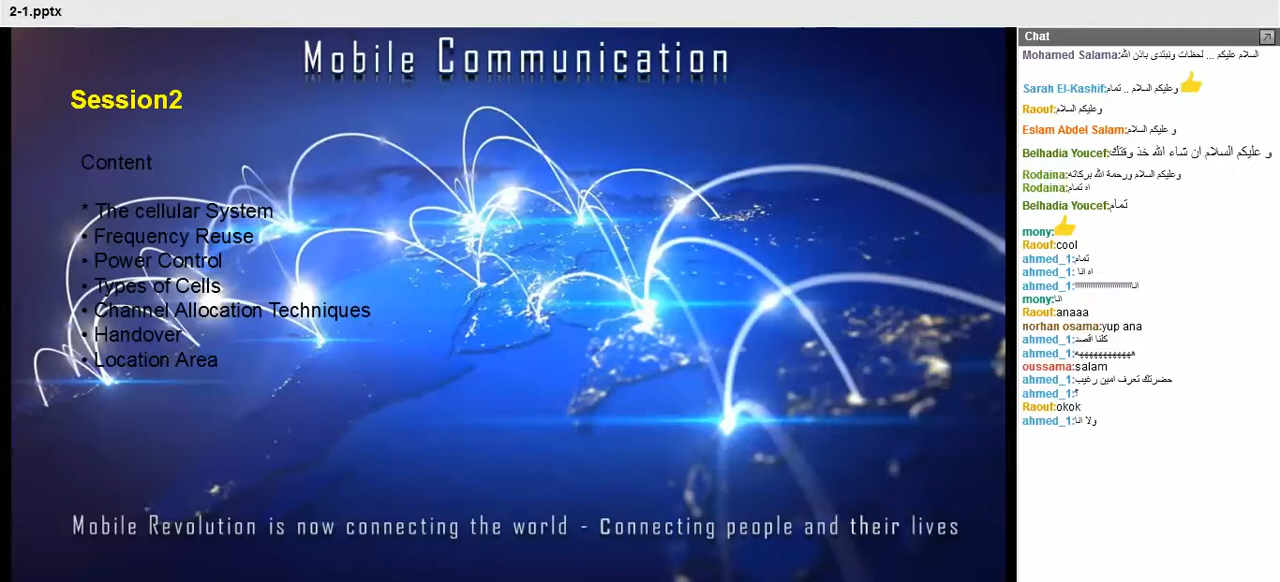 2-1.pptx
Mobile Communication
Session2
Content
* The cellular System
• Frequency Reuse
• Power Control
• Types of Cells
• Channel Allocation Techniques
• Handover
• Location Area
Mobile Revolution is now connecting the world - Connecting people and their lives
Chat
Mohamed Salama:السلام عليكم ... لحظات ونبتدى باذن الله
Sarah El-Kashif:وعليكم السلام .. تمام
Raouf:وعليكم السلام
Eslam Abdel Salam:و عليكم السلام
Belhadia Youcef:و عليكم السلام ان شاء الله خذ وقتك
Rodaina:وعليكم السلام ورحمة الله بركاته
Rodaina:اه تمام
Belhadia Youcef:تمام
mony:
Raouf:cool
ahmed_1:تمام
ahmed_1:اه انا
ahmed_1:
mony:انا
Raouf:anaaa
norhan osama:yup ana
ahmed_1:كلنا اقصد
ahmed_1:
oussama:salam
ahmed_1:حضرتك تعرف امين رغيب
ahmed_1:؟
Raouf:okok
ahmed_1:ولا انا